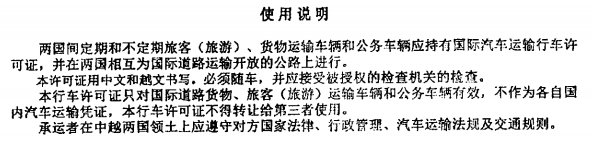 使用说明
两国间定期和不定期旅客（旅游）、货物运输车辆和公务车辆应持有国际汽车运输行车许
可证，并在两国相互为国际道路运输开放的公路上进行。
本许可证用中文和越文书写。必须随车，并应接受被授权的检查机关的检查。
本行车许可证只对国际道路货物、旅客（旅游）运输车辆和公务车辆有效，不作为各自国
内汽车运输凭证，本行车许可证不得转让给第三者使用。
承运者在中越两国领土上应遵守对方国家法律、行政管理、汽车运输法规及交通规则。